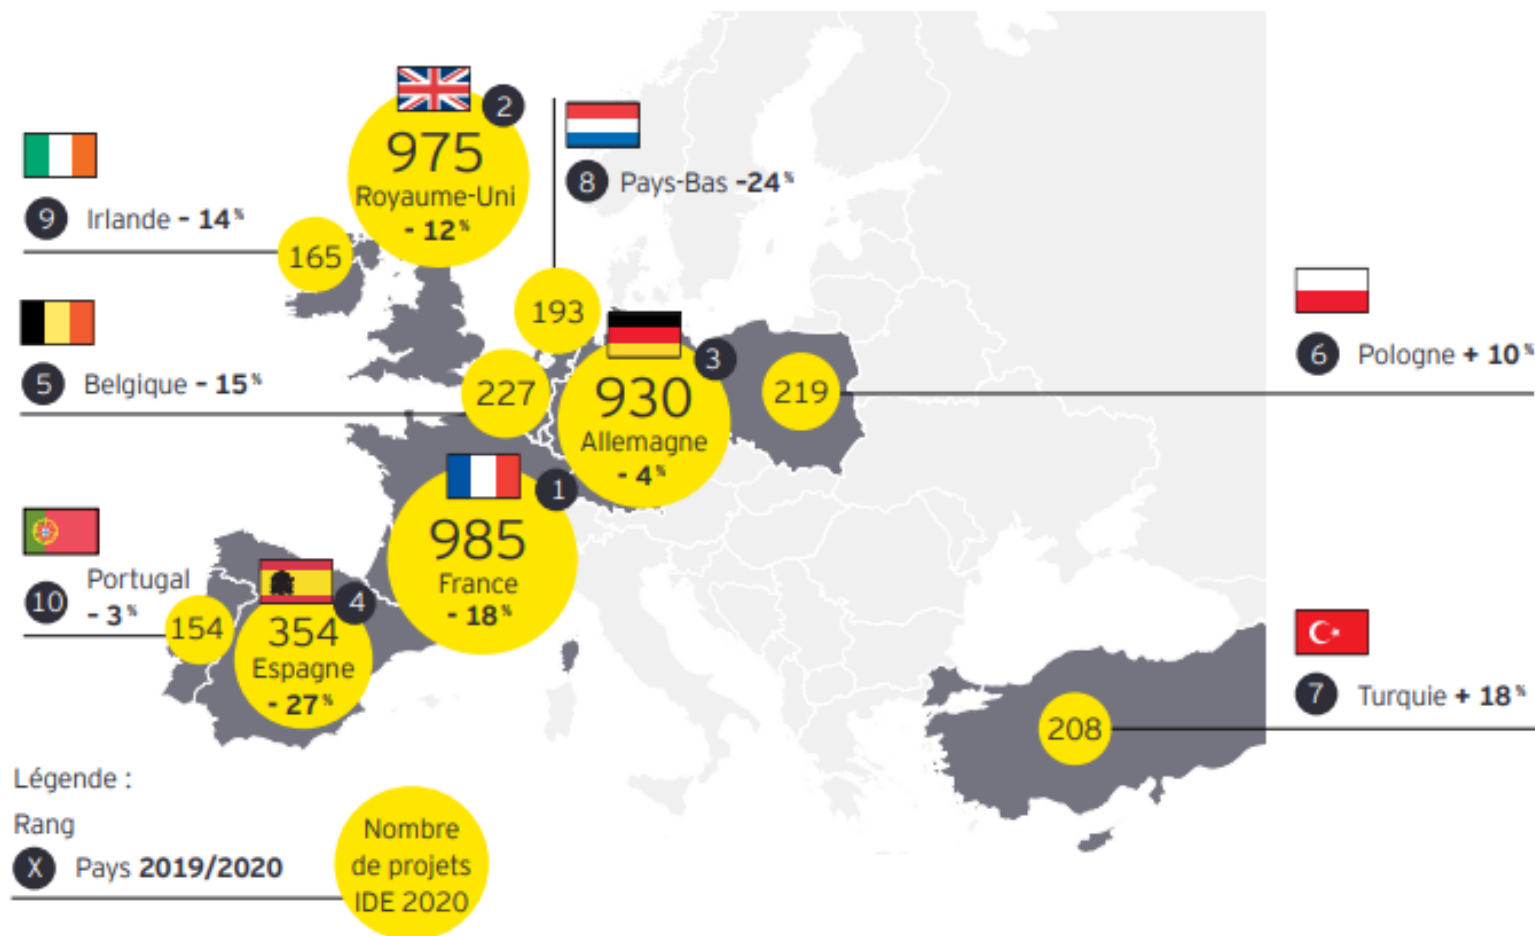 2
975
Royaume-Uni
- 12%
8 Pays-Bas -24%
9 Irlande - 14%
165
193
5 Belgique - 15%
227
3
930
Allemagne
- 4%
6 Pologne + 10%
219
1
985
France
- 18%
10 Portugal
- 3%
154
4
354
Espagne
- 27%
7 Turquie + 18%
208
Légende :
Rang
X Pays 2019/2020
Nombre
de projets
IDE 2020